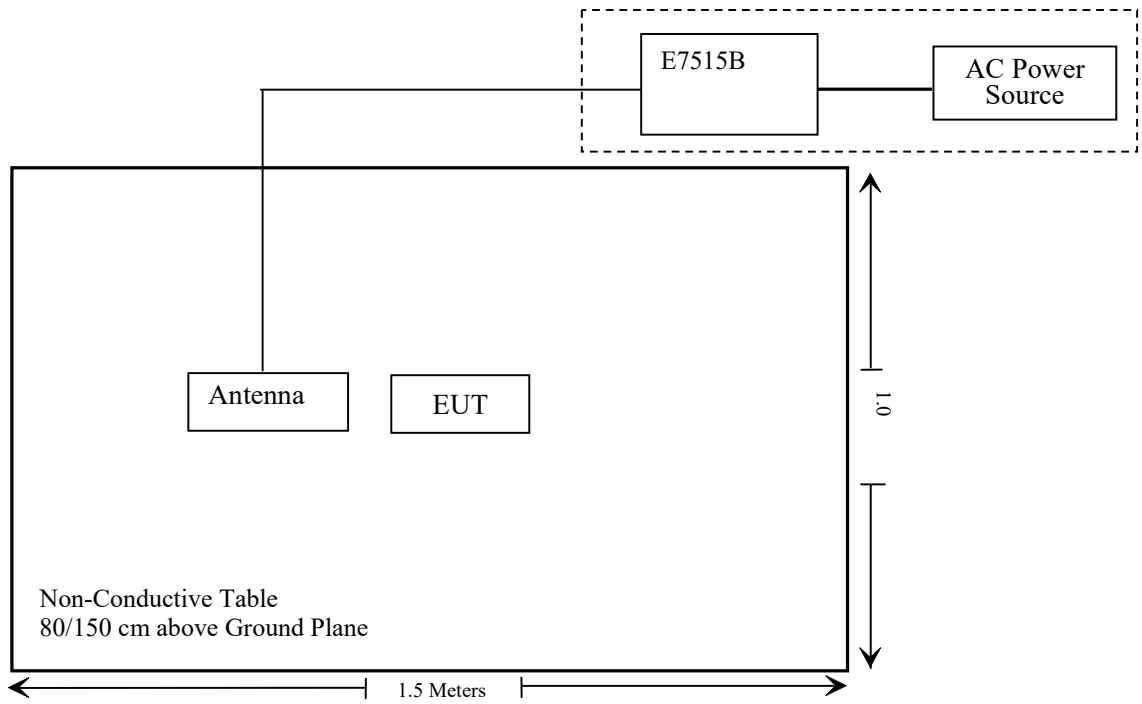 E7515B
AC Power
Source
Antenna
EUT
1.0
Non-Conductive Table
80/150 cm above Ground Plane
1.5 Meters